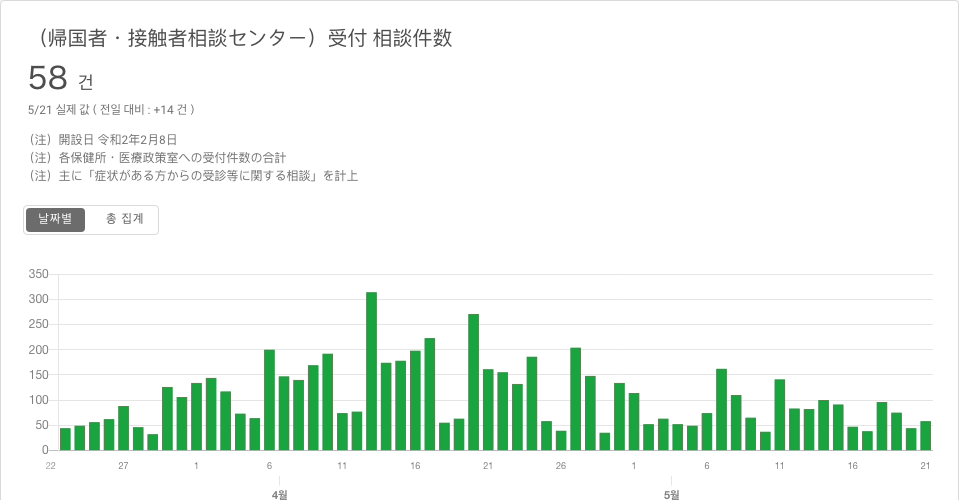 （帰国者・接触者相談センター）受付 相談件数
58 건
5/21 실제 값 ( 전일 대비 : +14 건 )
（注）開設日 令和2年2月8日
（注）各保健所・医療政策室への受付件数の合計
（注）主に「症状がある方からの受診等に関する相談」を計上
날짜별 총 집계
350
300
250
200
150
100
50
0
22 27 1 6 11 16 21 26 1 6 11 16 21
4월 5월